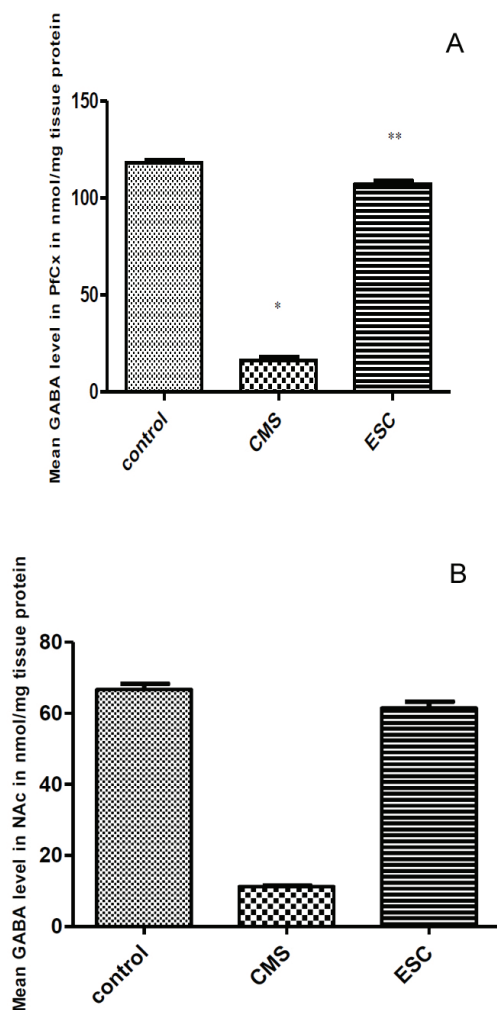 A
Mean GABA level in PfCx in nmol/mg tissue protein
150
100
50
0
*
**
control
CMS
ESC
B
Mean GABA level in NAc in nmol/mg tissue protein
80
60
40
20
0
control
CMS
ESC